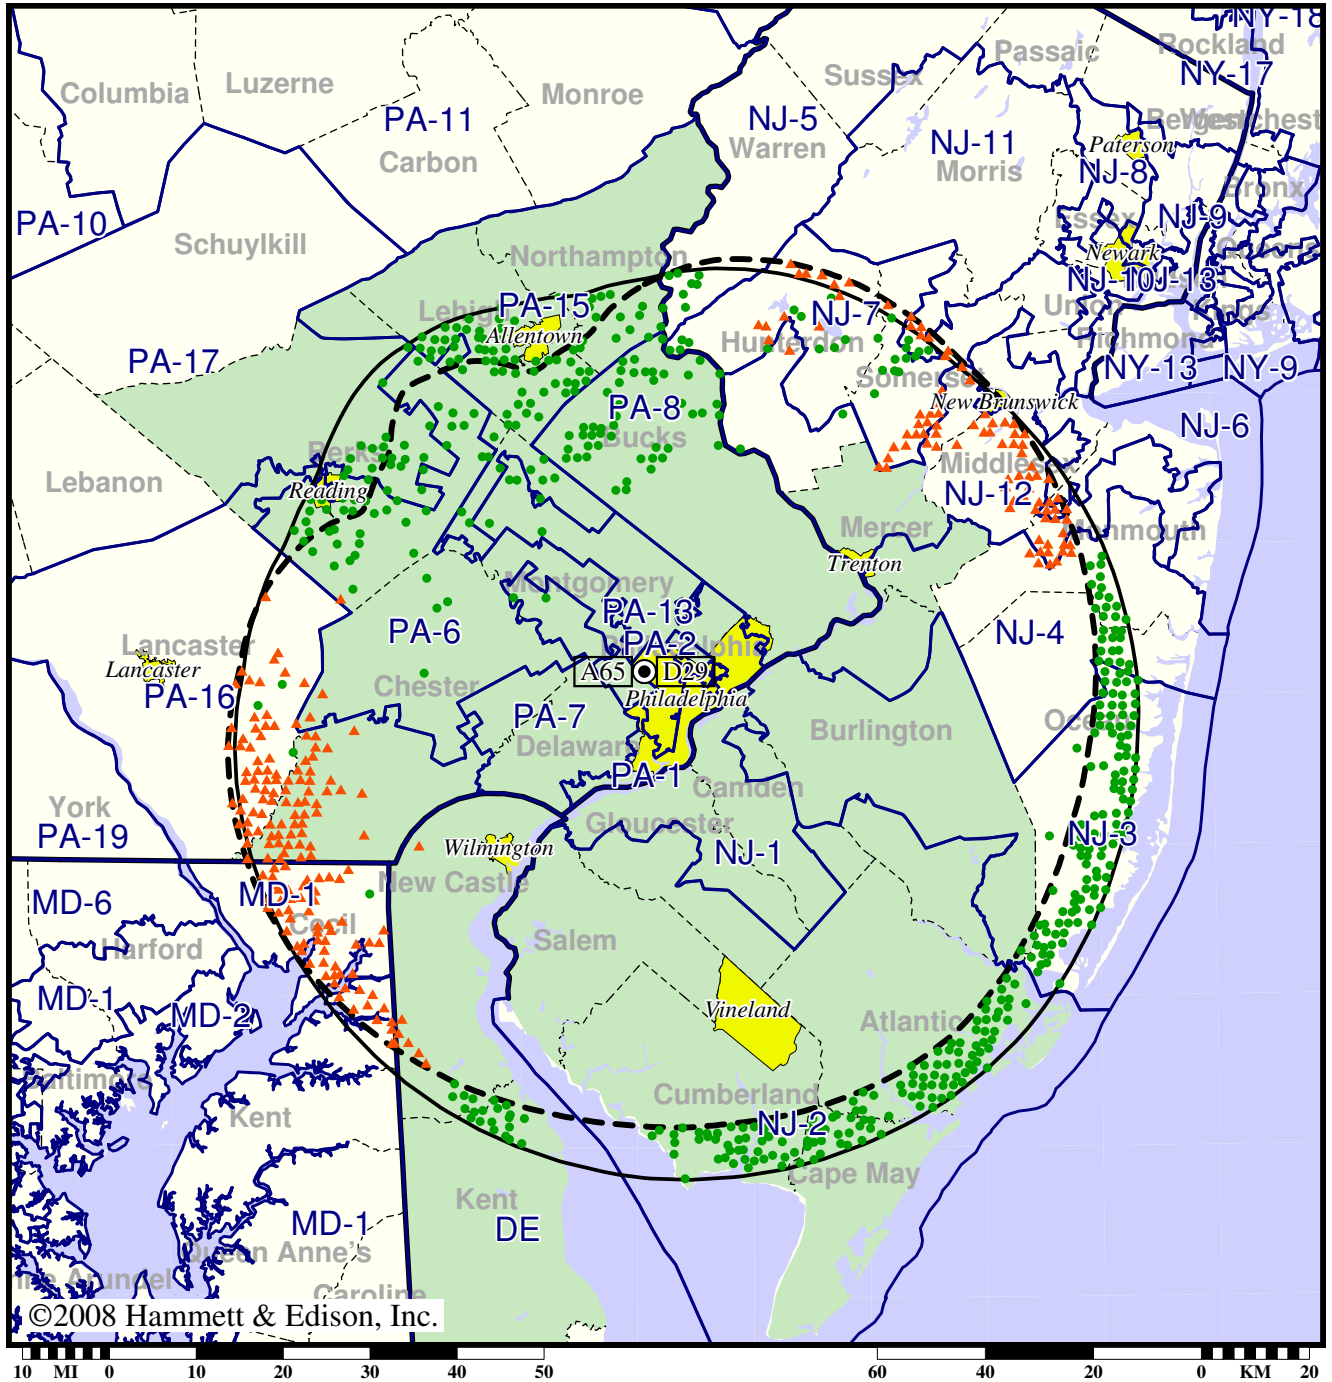 NY-18
Rockland
Passaic
Sussex
NY-17
Luzerne
Columbia
Monroe
PA-11
NJ-5
Warren
Carbon
NJ-11
Morris
Paterson
NJ-8
Bronx
PA-10
Essex
NJ-9
Schuylkill
Northampton
Newark
NJ-10
NJ-13
Lehigh
PA-15
Allentown
NJ-7
Hunterdon
Union
Richmond
PA-17
NY-13
NY-9
Somerset
New Brunswick
PA-8
Bucks
NJ-6
Berks
Lebanon
Reading
Middlesex
NJ-12
Mercer
Monmouth
Trenton
Montgomery
PA-13
PA-6
PA-2
NJ-4
Lancaster
Lancaster
A65
D29
PA-16
Chester
Philadelphia
PA-7
Delaware
Burlington
Ocean
PA-1
Camden
York
PA-19
Gloucester
NJ-3
Wilmington
NJ-1
New Castle
MD-1
MD-6
Cecil
Harford
Salem
MD-1
MD-2
Vineland
Atlantic
Baltimore
Cumberland
Kent
NJ-2
Cape May
Kent
MD-1
DE
Queen Anne's
Caroline
©2008 Hammett & Edison, Inc.
10 MI 0 10 20 30 40 50 60 40 20 0 KM 20